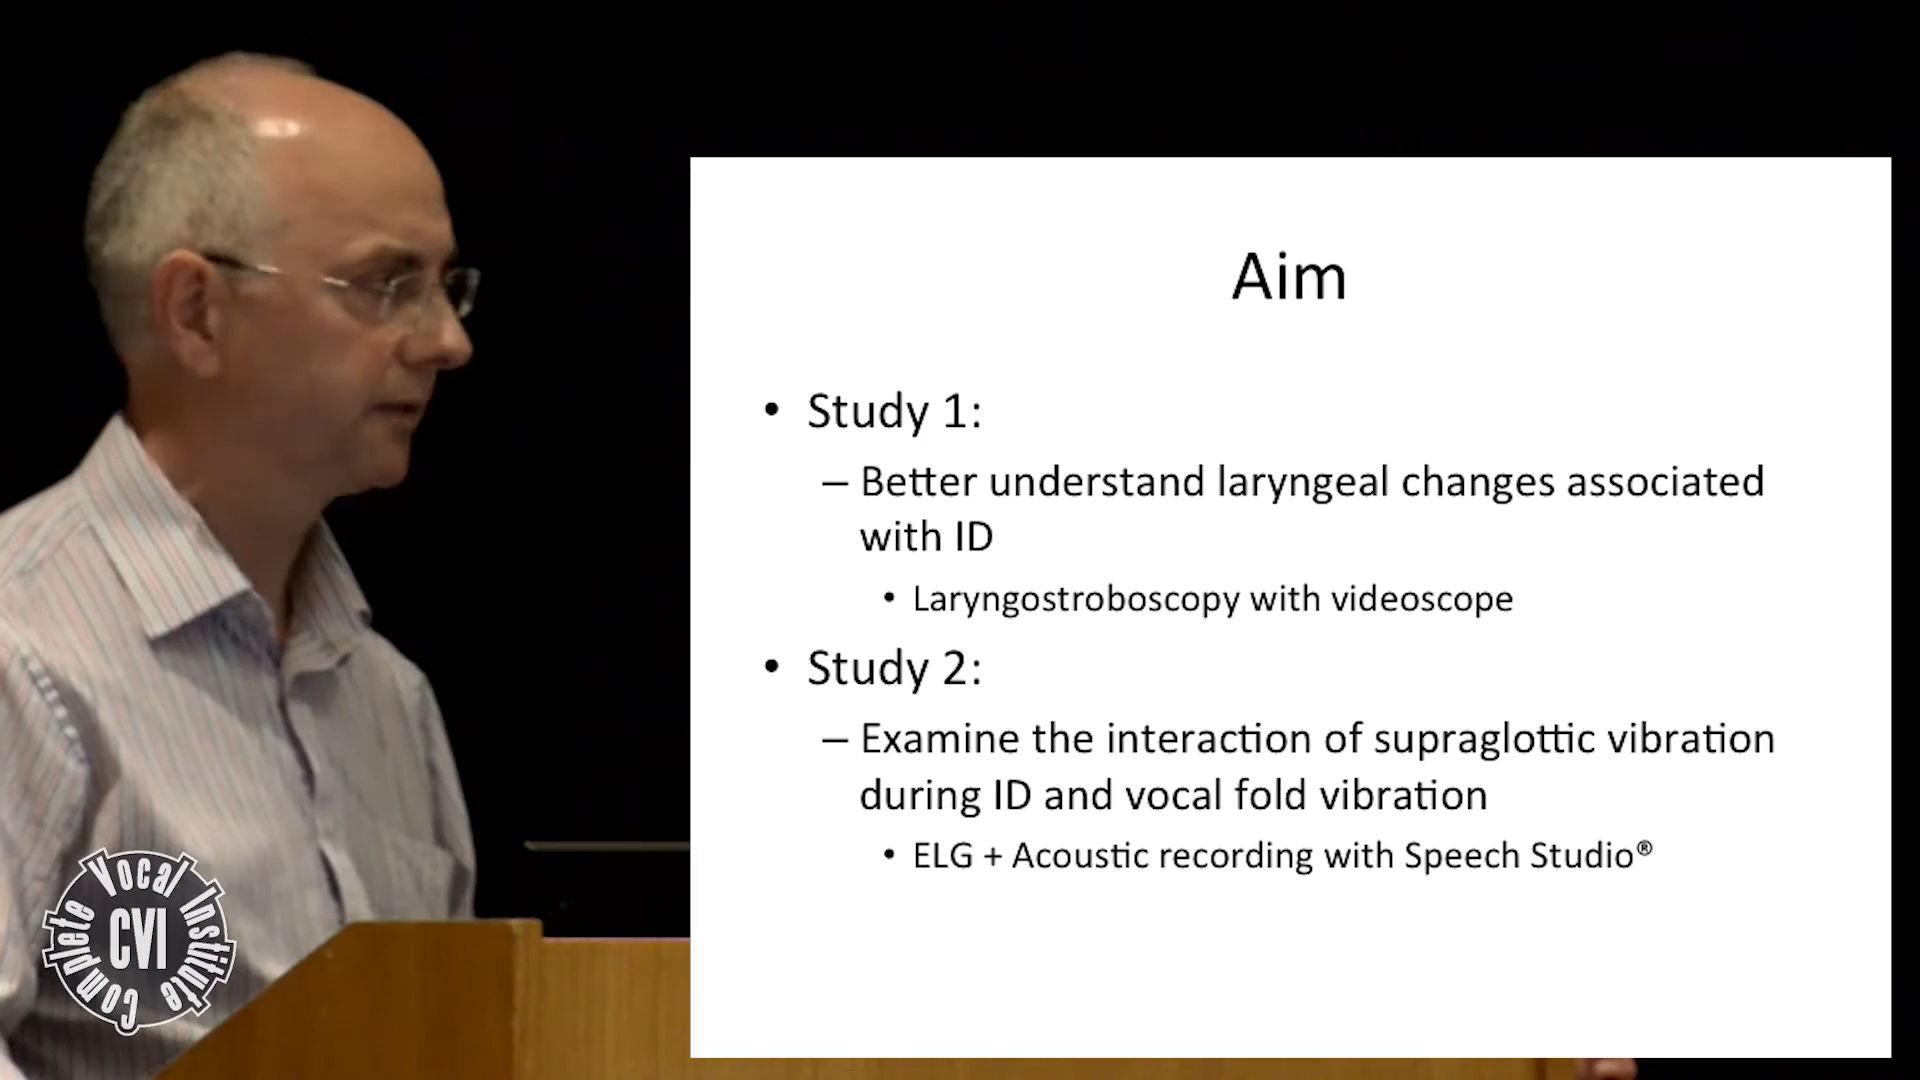 Aim
• Study 1:
– Better understand laryngeal changes associated
with ID
• Laryngostroboscopy with videoscope
• Study 2:
– Examine the interaction of supraglottic vibration
during ID and vocal fold vibration
• ELG + Acoustic recording with Speech Studio®
Complete Vocal Institute
CVI